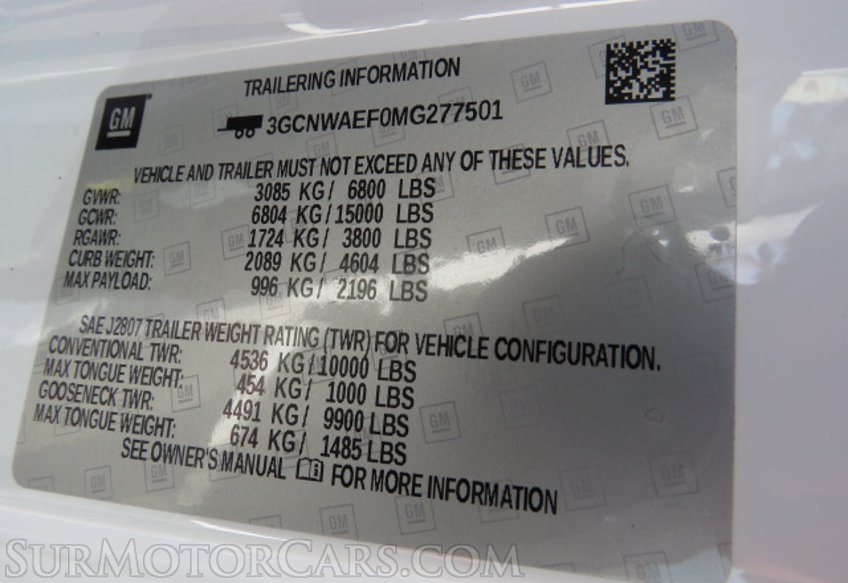 TRAILERING INFORMATION
GM
3GCNWAEF0MG277501
VEHICLE AND TRAILER MUST NOT EXCEED ANY OF THESE VALUES.
GVWR: 3085 KG/ 6800 LBS
GCWR: 6804 KG/15000 LBS
RGAWR: 1724 KG/ 3800 LBS
CURB WEIGHT: 2089 KG/ 4604 LBS
MAX PAYLOAD: 996 KG/ 2196 LBS
SAE J2807 TRAILER WEIGHT RATING (TWR) FOR VEHICLE CONFIGURATION.
CONVENTIONAL TWR: 4536 KG/10000 LBS
MAX TONGUE WEIGHT: 454 KG/ 1000 LBS
GOOSENECK TWR: 4491 KG/ 9900 LBS
MAX TONGUE WEIGHT: 674 KG/ 1485 LBS
SEE OWNER'S MANUAL FOR MORE INFORMATION
SURMOTORCARS.COM